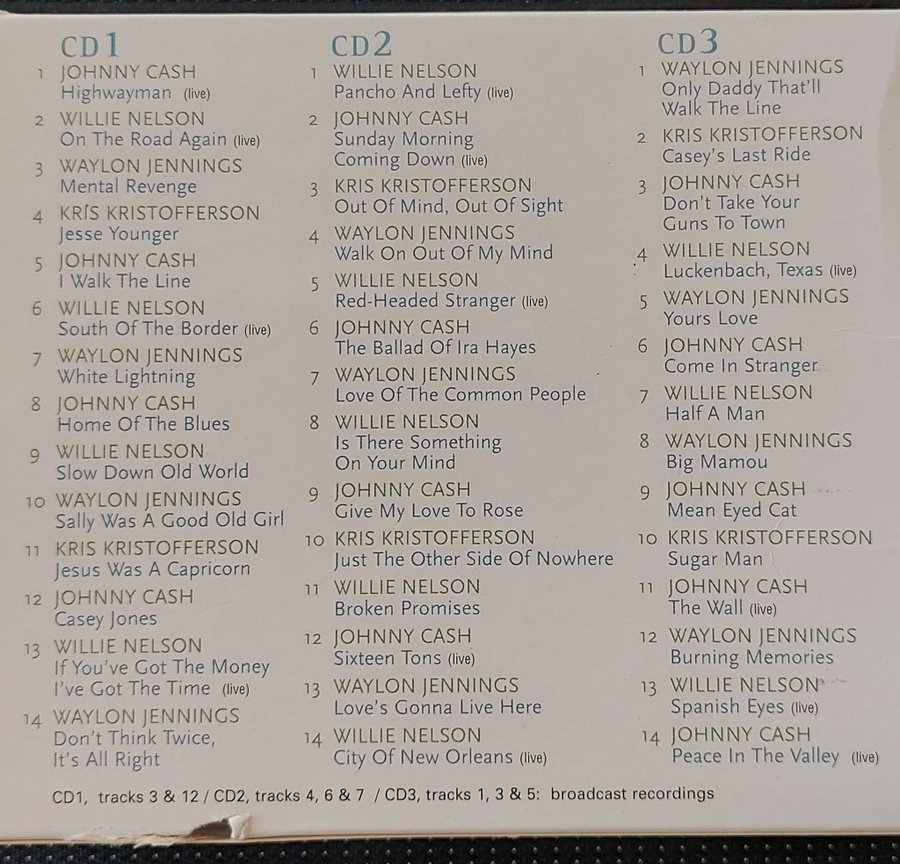 CD1
1 JOHNNY CASH
Highwayman (live)
2 WILLIE NELSON
On The Road Again (live)
3 WAYLON JENNINGS
Mental Revenge
4 KRIS KRISTOFFERSON
Jesse Younger
5 JOHNNY CASH
I Walk The Line
6 WILLIE NELSON
South Of The Border (live)
7 WAYLON JENNINGS
White Lightning
8 JOHNNY CASH
Home Of The Blues
9 WILLIE NELSON
Slow Down Old World
10 WAYLON JENNINGS
Sally Was A Good Old Girl
11 KRIS KRISTOFFERSON
Jesus Was A Capricorn
12 JOHNNY CASH
Casey Jones
13 WILLIE NELSON
If You've Got The Money
I've Got The Time (live)
14 WAYLON JENNINGS
Don't Think Twice,
It's All Right
CD2
1 WILLIE NELSON
Pancho And Lefty (live)
2 JOHNNY CASH
Sunday Morning
Coming Down (live)
3 KRIS KRISTOFFERSON
Out Of Mind, Out Of Sight
4 WAYLON JENNINGS
Walk On Out Of My Mind
5 WILLIE NELSON
Red-Headed Stranger (live)
6 JOHNNY CASH
The Ballad Of Ira Hayes
7 WAYLON JENNINGS
Love Of The Common People
8 WILLIE NELSON
Is There Something
On Your Mind
9 JOHNNY CASH
Give My Love To Rose
10 KRIS KRISTOFFERSON
Just The Other Side Of Nowhere
11 WILLIE NELSON
Broken Promises
12 JOHNNY CASH
Sixteen Tons (live)
13 WAYLON JENNINGS
Love's Gonna Live Here
14 WILLIE NELSON
City Of New Orleans (live)
CD3
1 WAYLON JENNINGS
Only Daddy That'll
Walk The Line
2 KRIS KRISTOFFERSON
Casey's Last Ride
3 JOHNNY CASH
Don't Take Your
Guns To Town
4 WILLIE NELSON
Luckenbach, Texas (live)
5 WAYLON JENNINGS
Yours Love
6 JOHNNY CASH
Come In Stranger
7 WILLIE NELSON
Half A Man
8 WAYLON JENNINGS
Big Mamou
9 JOHNNY CASH
Mean Eyed Cat
10 KRIS KRISTOFFERSON
Sugar Man
11 JOHNNY CASH
The Wall (live)
12 WAYLON JENNINGS
Burning Memories
13 WILLIE NELSON
Spanish Eyes (live)
14 JOHNNY CASH
Peace In The Valley (live)
CD1, tracks 3 & 12 / CD2, tracks 4, 6 & 7 / CD3, tracks 1, 3 & 5: broadcast recordings